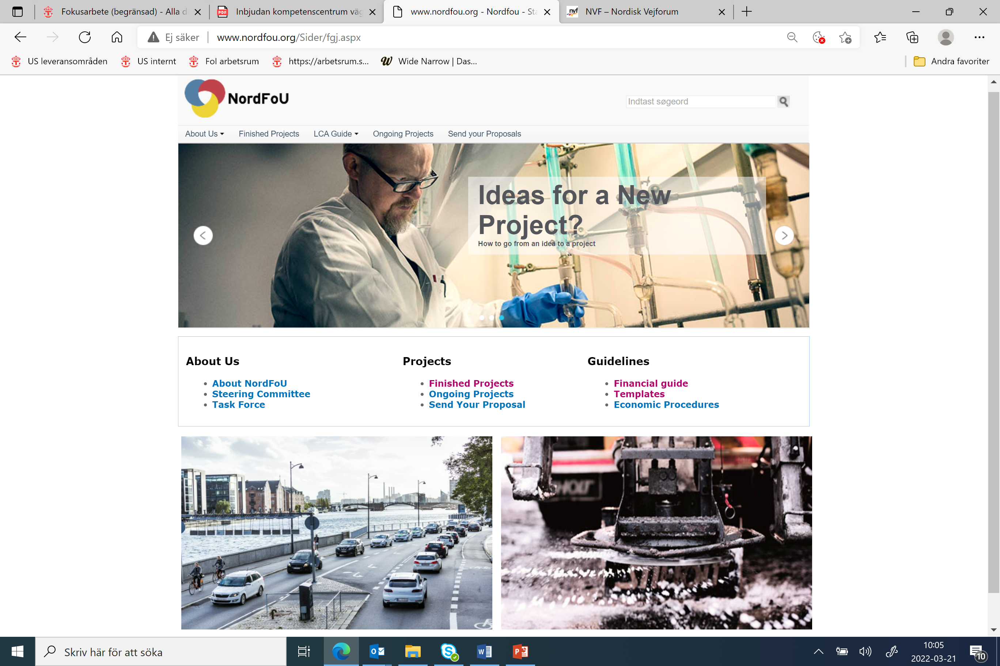 Fokusarbete (begränsad) - Alla d
Inbjudan kompetenscentrum väg
www.nordfou.org - Nordfou - Sta
nvf
NVF – Nordisk Vejforum
Ej säker
www.nordfou.org/Sider/fgj.aspx
US leveransområden
US internt
FoI arbetsrum
https://arbetsrum.s...
W
Wide Narrow | Das...
Andra favoriter
NordFoU
Indtast søgeord
About Us
Finished Projects
LCA Guide
Ongoing Projects
Send your Proposals
Ideas for a New
Project?
How to go from an idea to a project
About Us
• About NordFoU
• Steering Committee
• Task Force
Projects
• Finished Projects
• Ongoing Projects
• Send Your Proposal
Guidelines
• Financial guide
• Templates
• Economic Procedures
Skriv här för att söka
10:05
2022-03-21
10